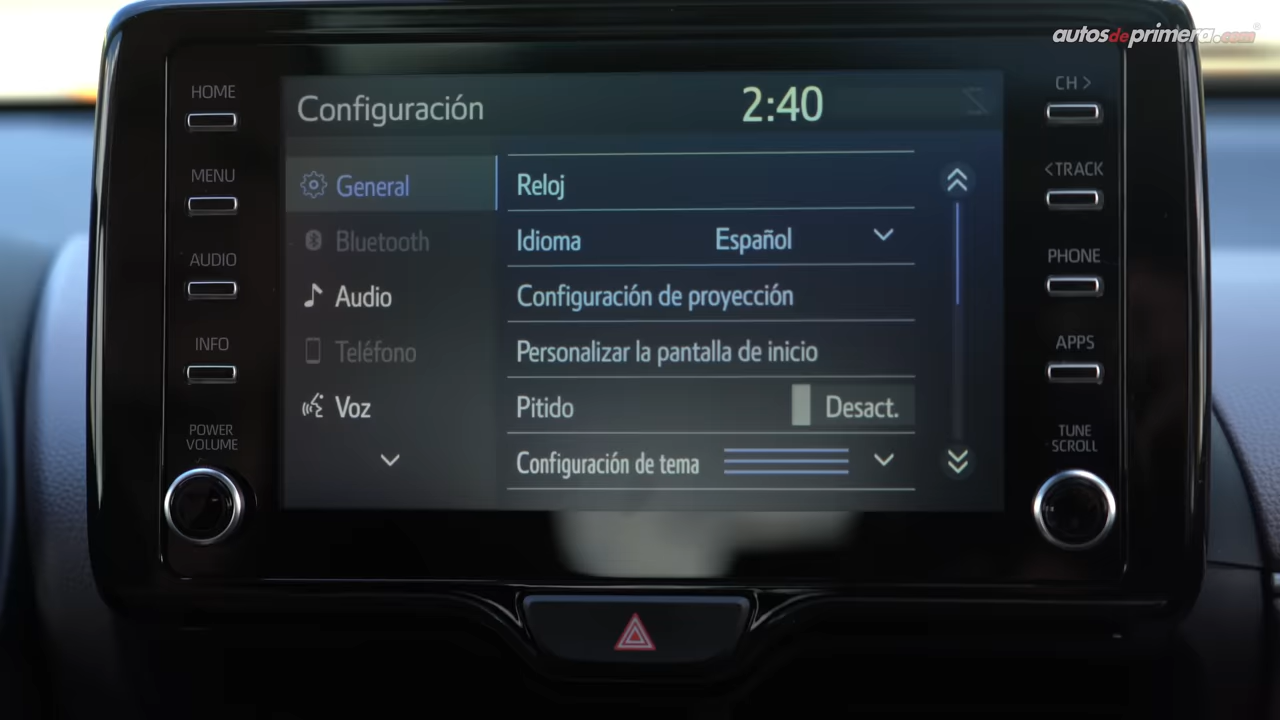 autosdeprimera.com®
HOME
MENU
AUDIO
INFO
POWER
VOLUME
Configuración 2:40
General
Bluetooth
Audio
Teléfono
Voz
Reloj
Idioma Español
Configuración de proyección
Personalizar la pantalla de inicio
Pitido Desact.
Configuración de tema
CH >
< TRACK
PHONE
APPS
TUNE
SCROLL